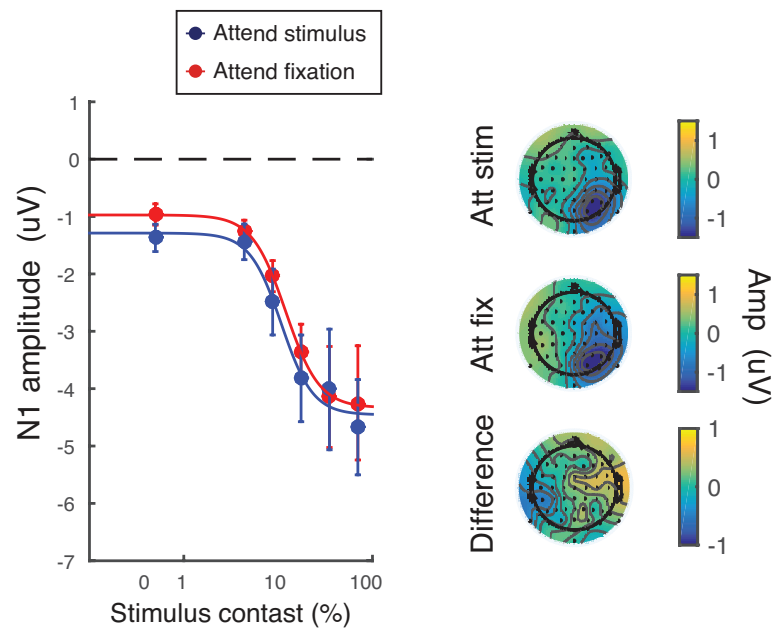 Attend stimulus
Attend fixation
N1 amplitude (uV)
1
0
-1
-2
-3
-4
-5
-6
-7
0 1 10 100
Stimulus contast (%)
Att stim
1
0
-1
Att fix
1
0
-1
Amp (uV)
Difference
1
0
-1